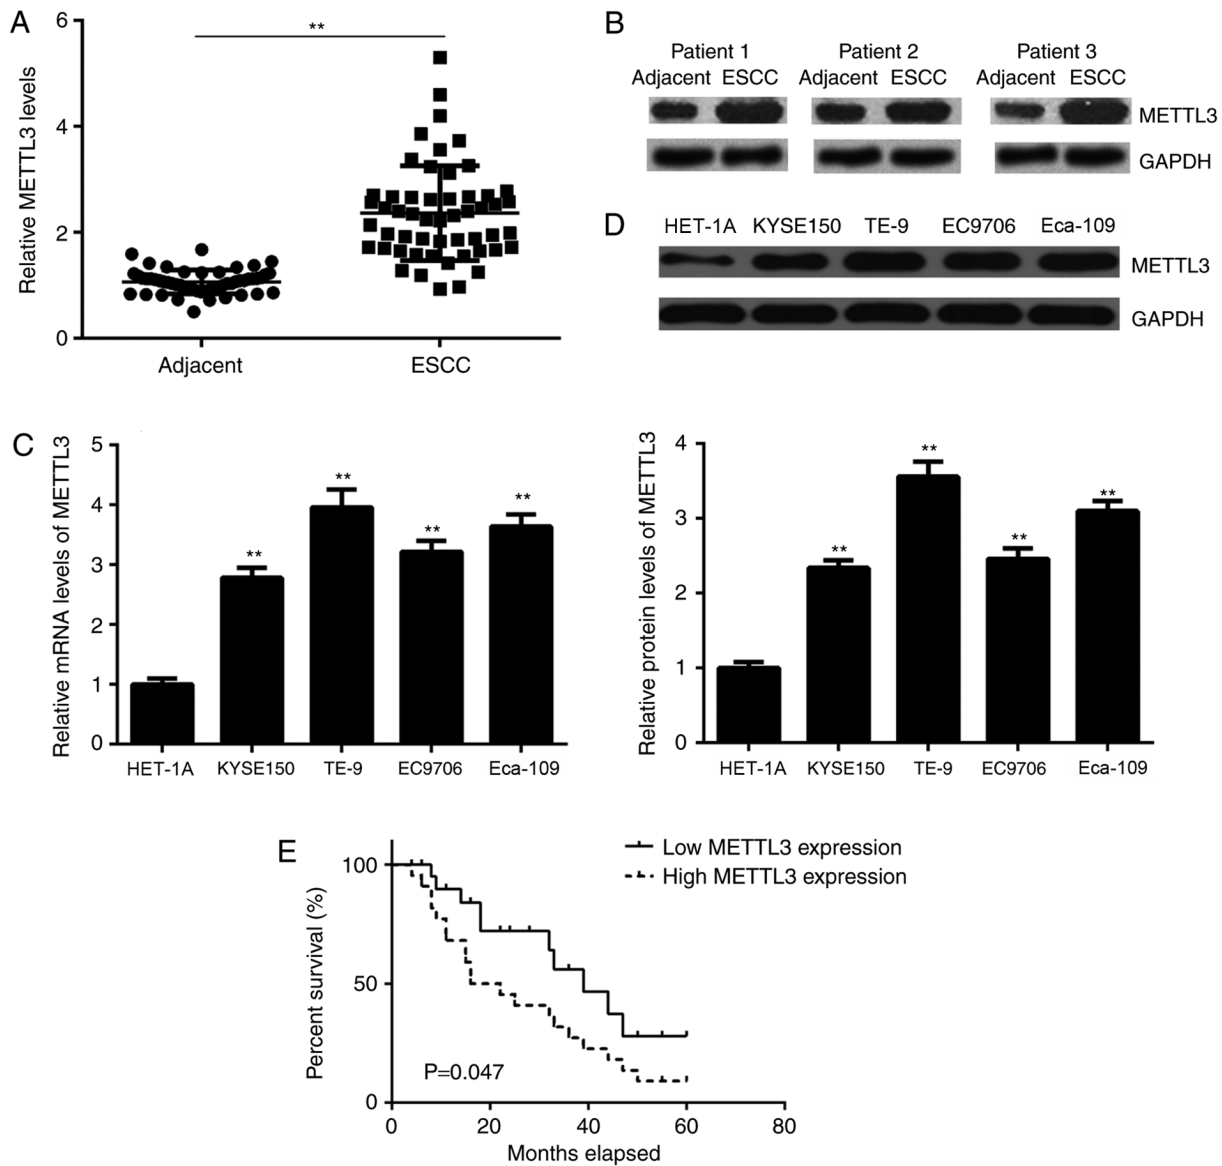 A
6
4
2
0
Relative METTL3 levels
**
Adjacent
ESCC
B
Patient 1
Patient 2
Patient 3
Adjacent ESCC
Adjacent ESCC
Adjacent ESCC
METTL3
GAPDH
D
HET-1A KYSE150 TE-9 EC9706 Eca-109
METTL3
GAPDH
C
5
4
3
2
1
0
Relative mRNA levels of METTL3
**
**
**
**
HET-1A KYSE150 TE-9 EC9706 Eca-109
4
3
2
1
0
Relative protein levels of METTL3
**
**
**
**
HET-1A KYSE150 TE-9 EC9706 Eca-109
E
Low METTL3 expression
High METTL3 expression
100
50
0
Percent survival (%)
P=0.047
0 20 40 60 80
Months elapsed